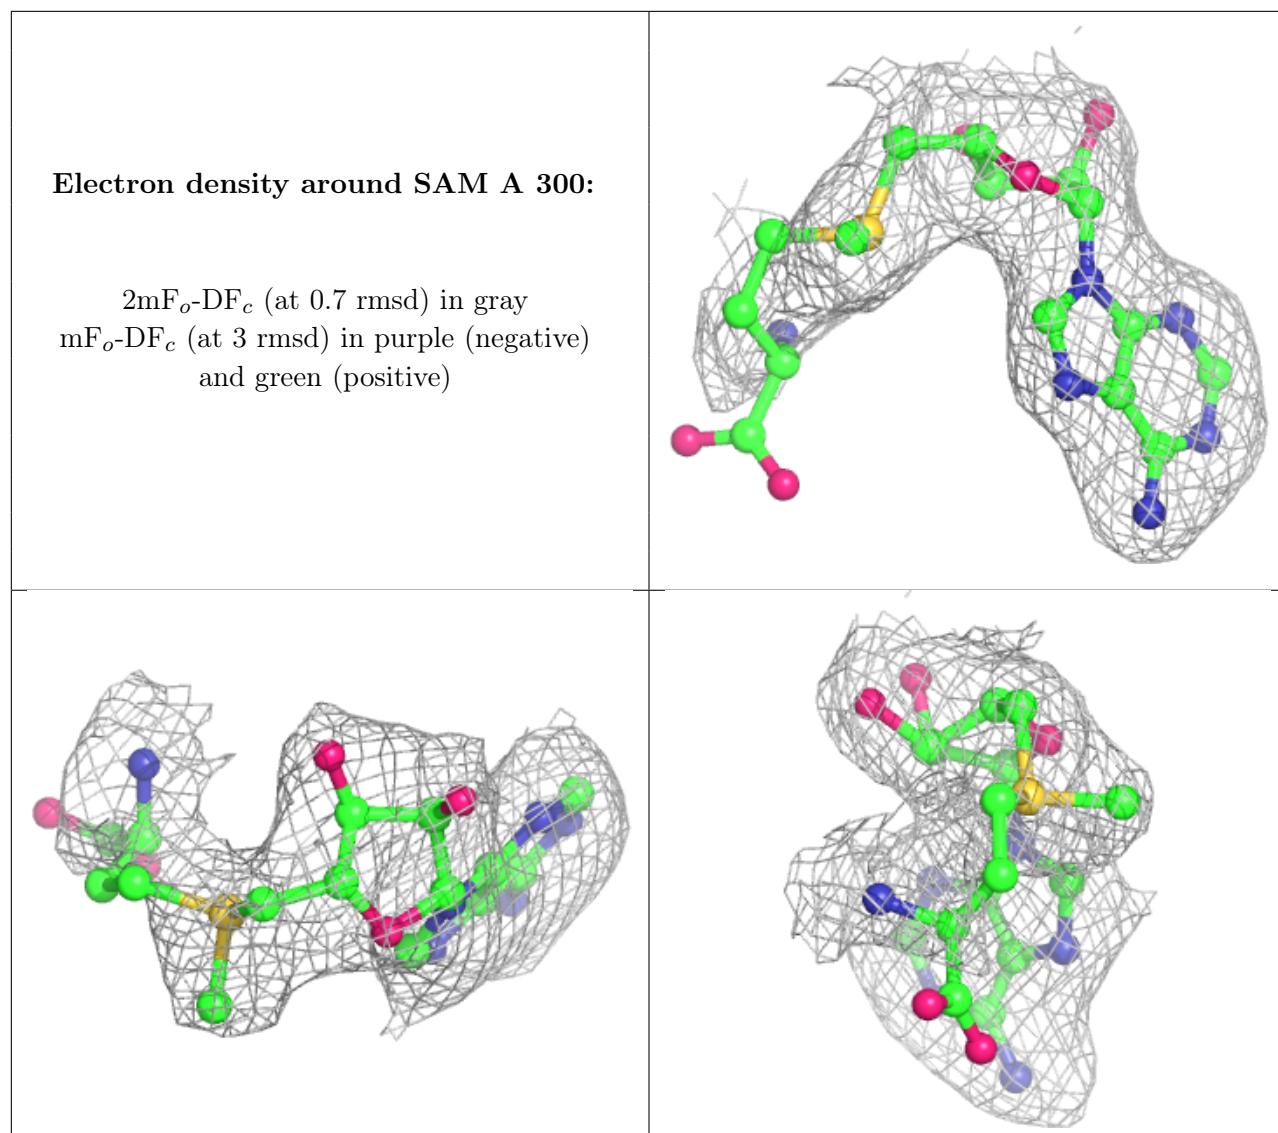 Electron density around SAM A 300:
2mFo-DFc (at 0.7 rmsd) in gray
mFo-DFc (at 3 rmsd) in purple (negative)
and green (positive)